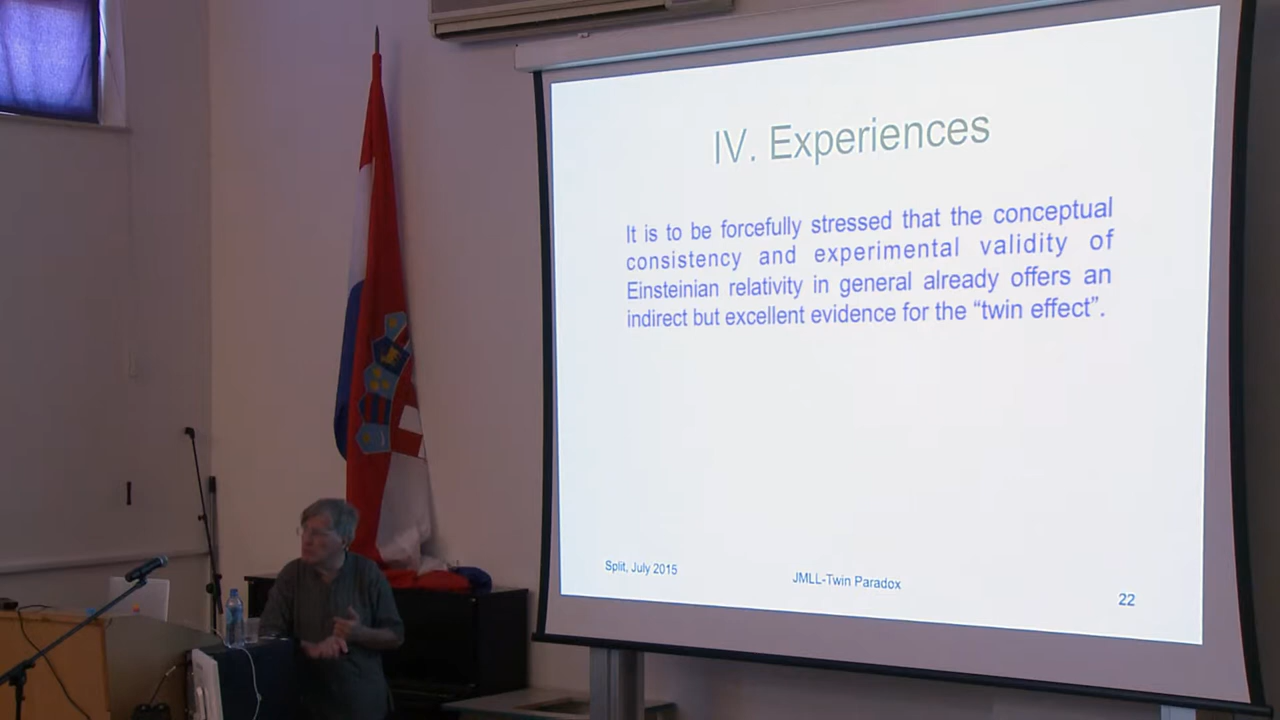 IV. Experiences
It is to be forcefully stressed that the conceptual
consistency and experimental validity of
Einsteinian relativity in general already offers an
indirect but excellent evidence for the “twin effect”.
Split, July 2015
JMLL-Twin Paradox
22